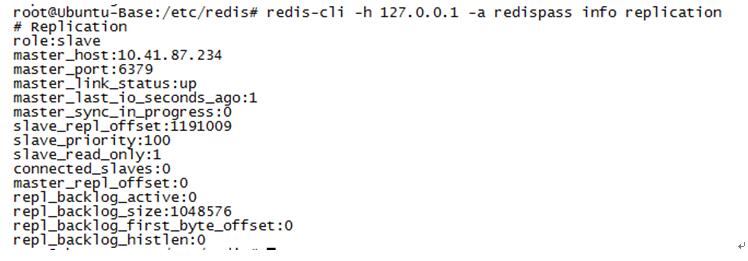 root@Ubuntu-Base:/etc/redis# redis-cli -h 127.0.0.1 -a redispass info replication
# Replication
role:slave
master_host:10.41.87.234
master_port:6379
master_link_status:up
master_last_io_seconds_ago:1
master_sync_in_progress:0
slave_repl_offset:1191009
slave_priority:100
slave_read_only:1
connected_slaves:0
master_repl_offset:0
repl_backlog_active:0
repl_backlog_size:1048576
repl_backlog_first_byte_offset:0
repl_backlog_histlen:0